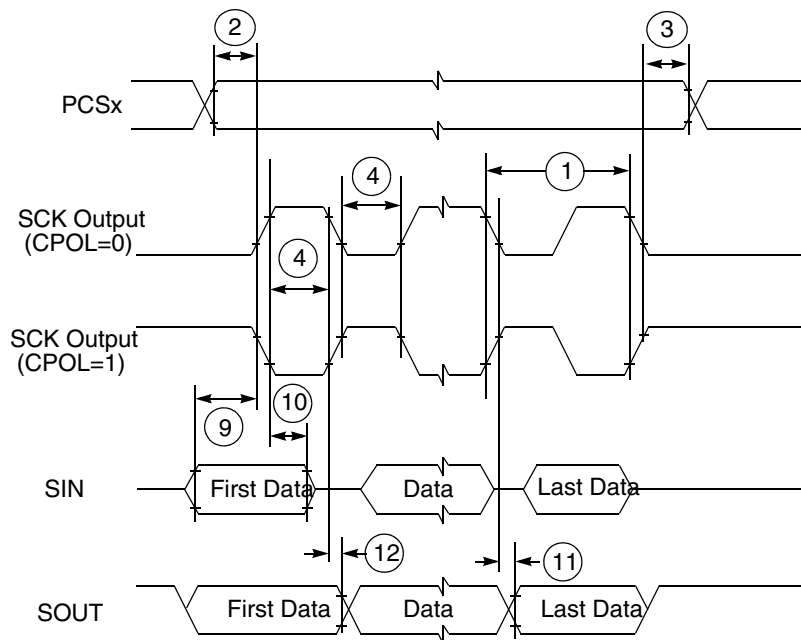 2
3
PCSx
4
1
SCK Output
(CPOL=0)
4
SCK Output
(CPOL=1)
9
10
SIN
First Data
Data
Last Data
12
11
SOUT
First Data
Data
Last Data